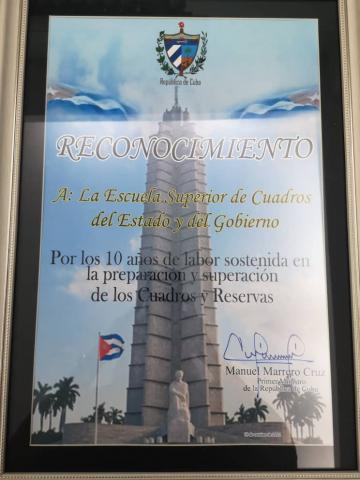 República de Cuba
RECONOCIMIENTO
A: La Escuela Superior de Cuadros
del Estado y del Gobierno
Por los 10 años de labor sostenida en
la preparación y superación
de los Cuadros y Reservas
Manuel Marrero Cruz
Primer Ministro
de la República de Cuba